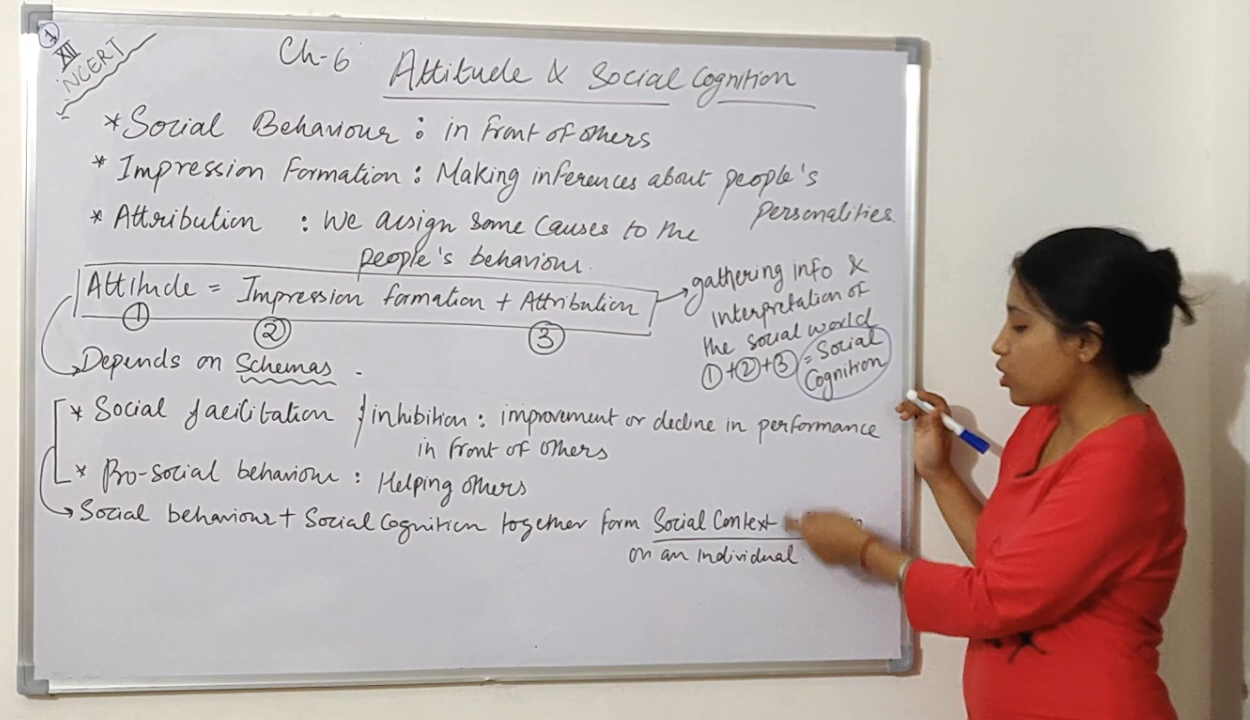 1
XII
NCERT
Ch-6 Attitude & Social Cognition
* Social Behaviour : in front of others
* Impression Formation : Making inferences about people's
personalities.
* Attribution : We assign some causes to the
people's behaviour.
Attitude = Impression formation + Attribution
① ② ③
gathering info &
interpretation of
the social world
①+②+③ = Social
Cognition
Depends on Schemas.
* Social facilitation / inhibition : improvement or decline in performance
in front of others
* Pro-social behaviour : Helping others
Social behaviour + Social Cognition together form Social Context
on an individual